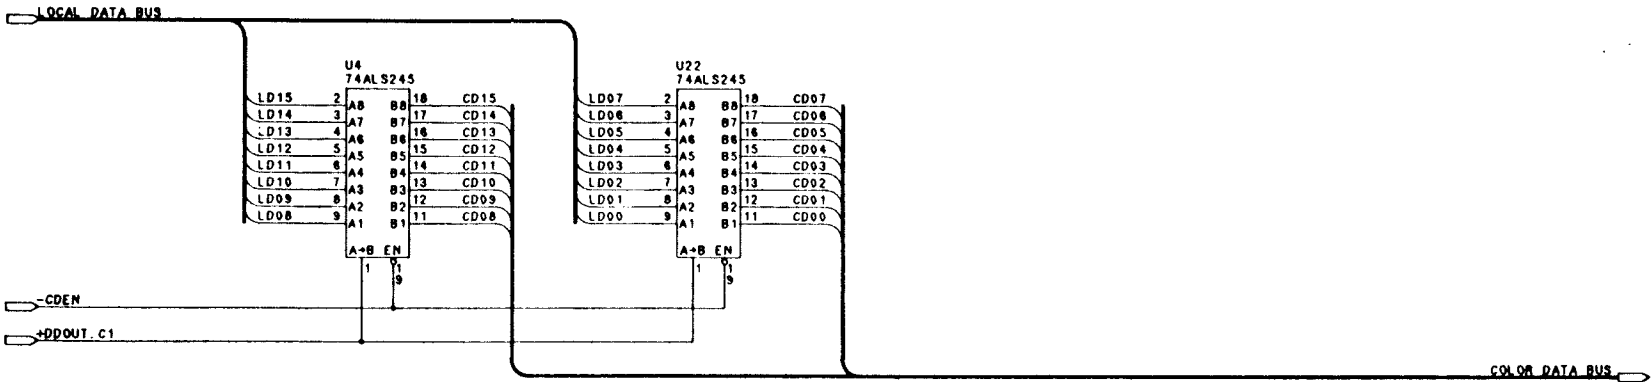 LOCAL DATA BUS
U4
74ALS245
LD15 2 A8 B8 18 CD15
LD14 3 A7 B7 17 CD14
LD13 4 A6 B6 16 CD13
LD12 5 A5 B5 15 CD12
LD11 6 A4 B4 14 CD11
LD10 7 A3 B3 13 CD10
LD09 8 A2 B2 12 CD09
LD08 9 A1 B1 11 CD08
A→B EN
1 19
U22
74ALS245
LD07 2 A8 B8 18 CD07
LD06 3 A7 B7 17 CD06
LD05 4 A6 B6 16 CD05
LD04 5 A5 B5 15 CD04
LD03 6 A4 B4 14 CD03
LD02 7 A3 B3 13 CD02
LD01 8 A2 B2 12 CD01
LD00 9 A1 B1 11 CD00
A→B EN
1 19
-CDEN
+DDOUT.C1
COLOR DATA BUS